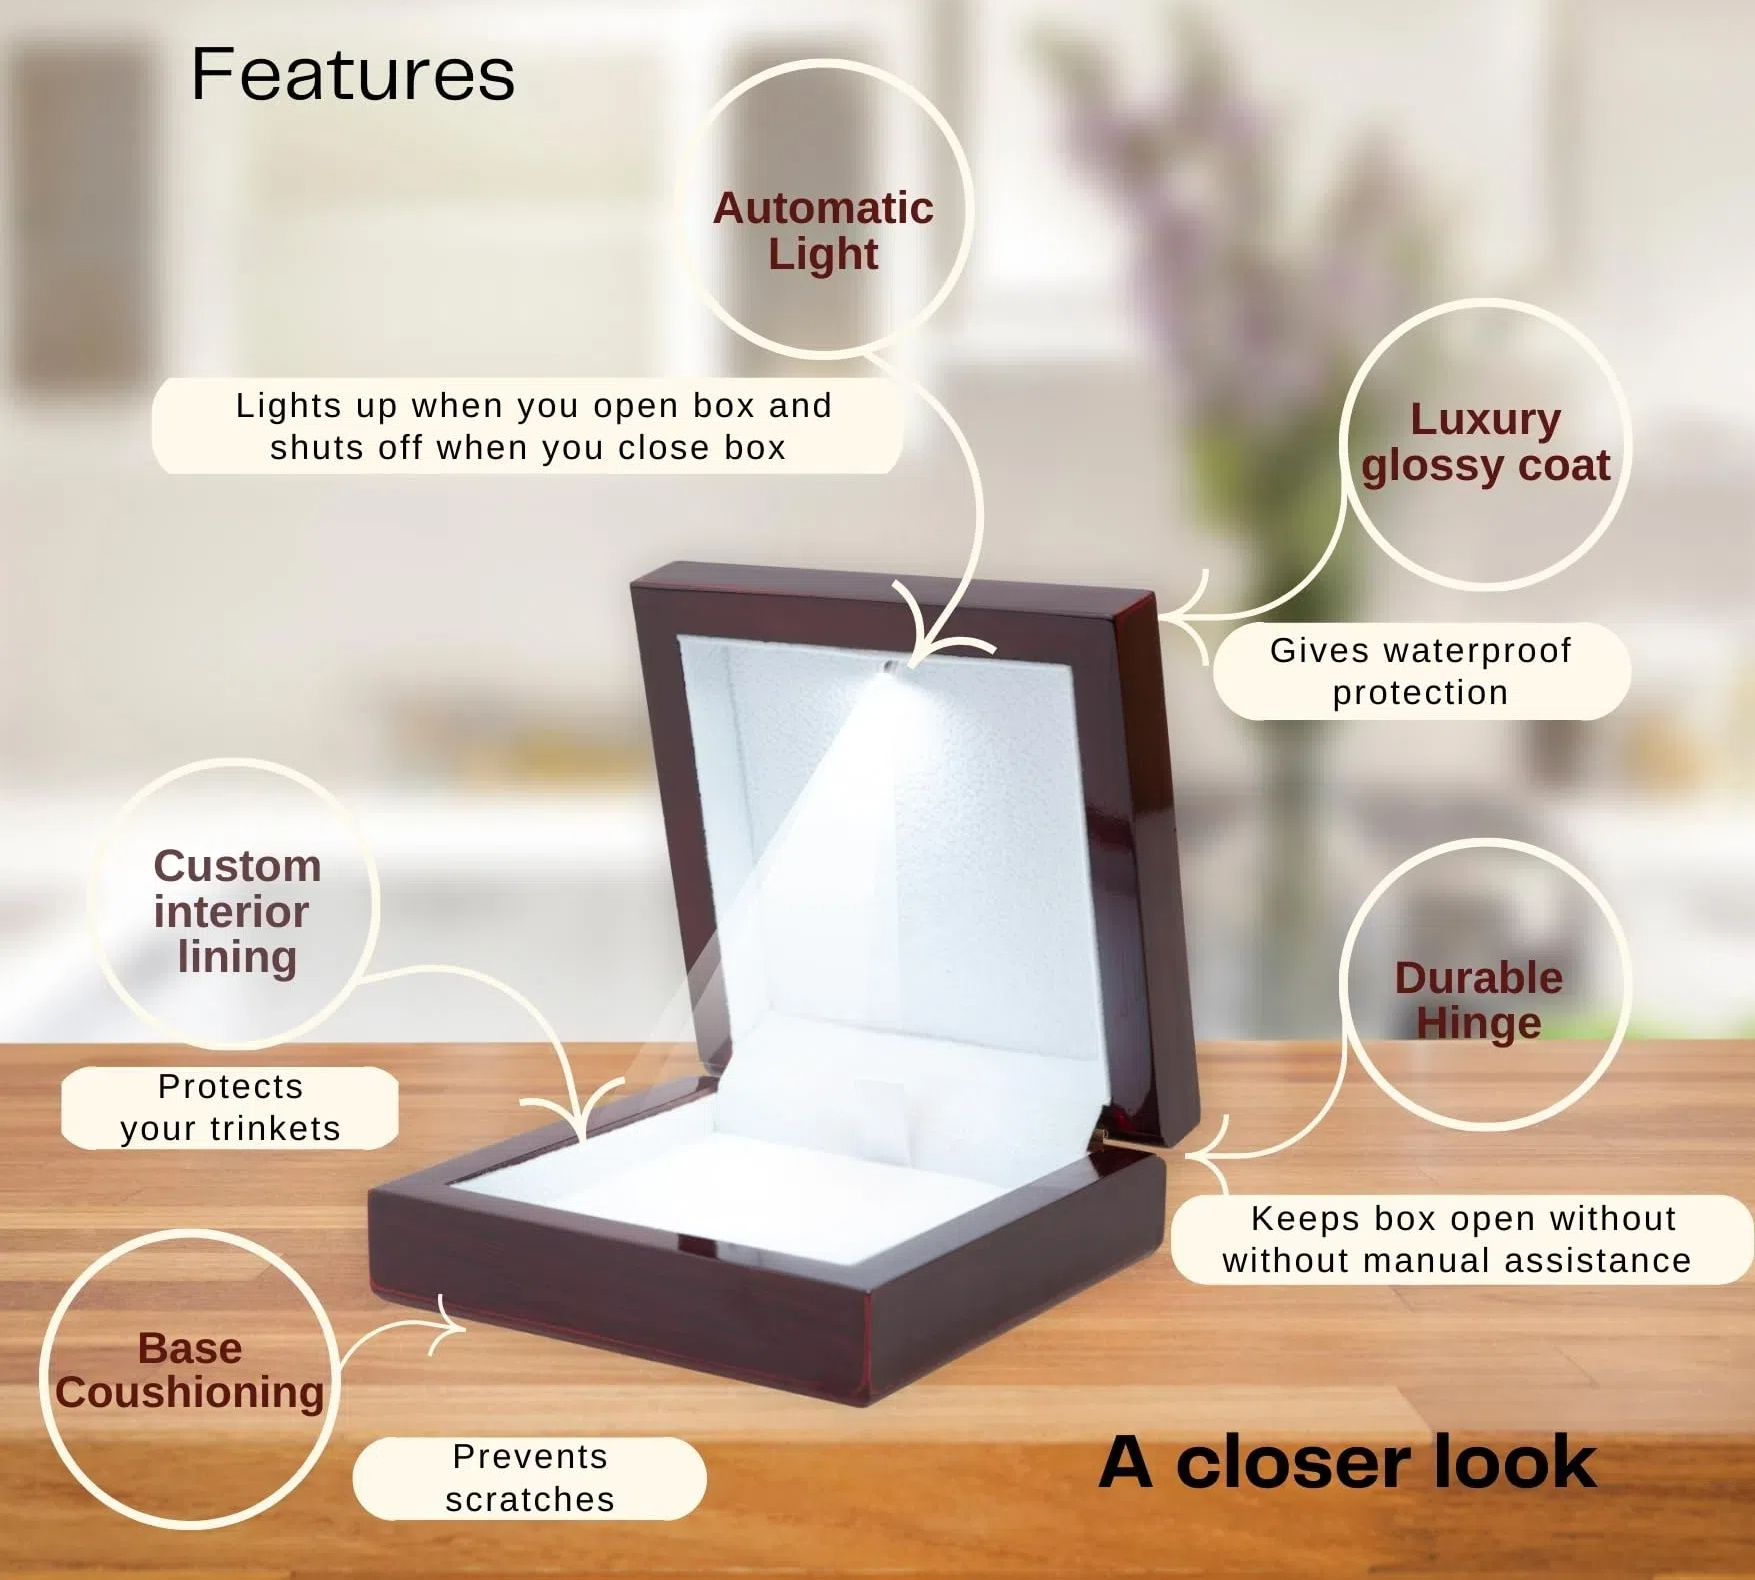 Features
Automatic
Light
Lights up when you open box and
shuts off when you close box
Luxury
glossy coat
Gives waterproof
protection
Custom
interior
lining
Protects
your trinkets
Durable
Hinge
Keeps box open without
without manual assistance
Base
Coushioning
Prevents
scratches
A closer look